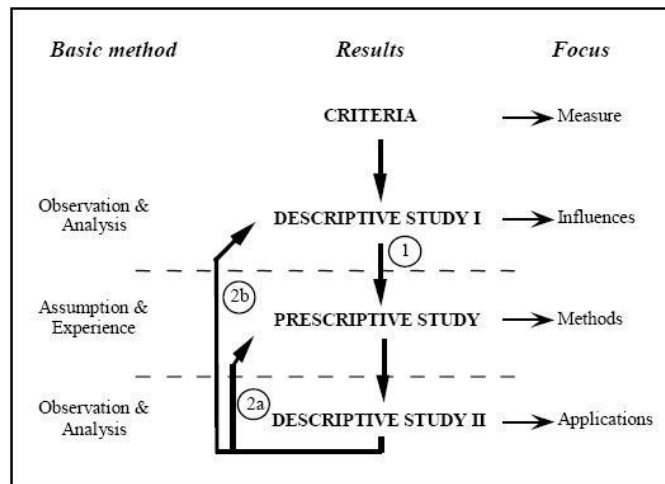 Basic method Results Focus
CRITERIA Measure
Observation &
Analysis
DESCRIPTIVE STUDY I Influences
1
2b
Assumption &
Experience
PRESCRIPTIVE STUDY Methods
2a
Observation &
Analysis
DESCRIPTIVE STUDY II Applications